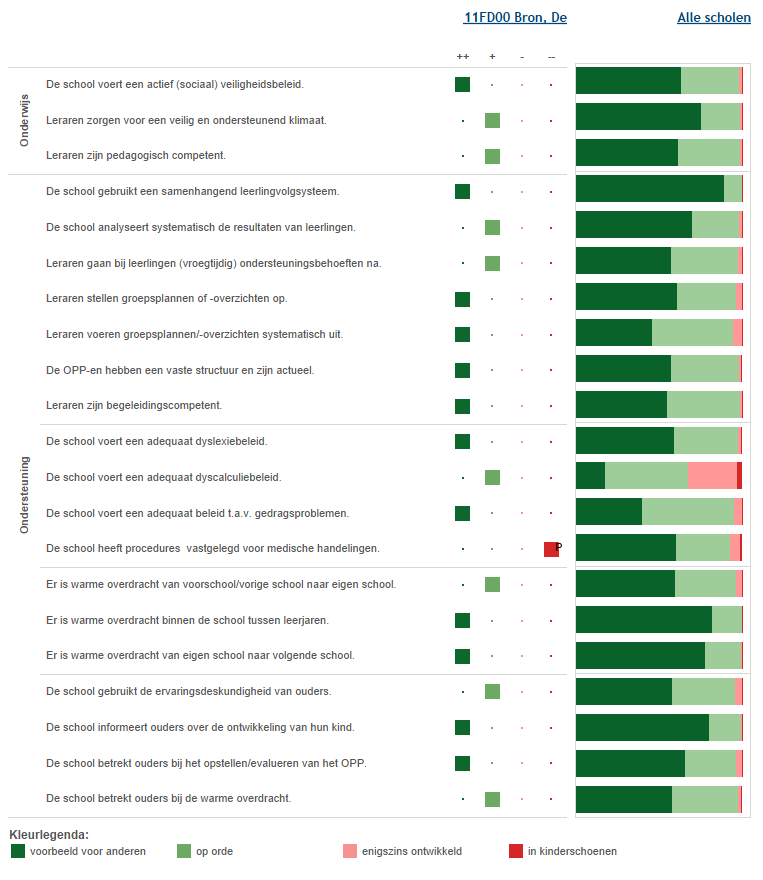 11FD00 Bron, De
Alle scholen
++ + - --
Onderwijs
De school voert een actief (sociaal) veiligheidsbeleid.
Leraren zorgen voor een veilig en ondersteunend klimaat.
Leraren zijn pedagogisch competent.
Ondersteuning
De school gebruikt een samenhangend leerlingvolgsysteem.
De school analyseert systematisch de resultaten van leerlingen.
Leraren gaan bij leerlingen (vroegtijdig) ondersteuningsbehoeften na.
Leraren stellen groepsplannen of -overzichten op.
Leraren voeren groepsplannen/-overzichten systematisch uit.
De OPP-en hebben een vaste structuur en zijn actueel.
Leraren zijn begeleidingscompetent.
De school voert een adequaat dyslexiebeleid.
De school voert een adequaat dyscalculiebeleid.
De school voert een adequaat beleid t.a.v. gedragsproblemen.
De school heeft procedures vastgelegd voor medische handelingen.
P
Er is warme overdracht van voorschool/vorige school naar eigen school.
Er is warme overdracht binnen de school tussen leerjaren.
Er is warme overdracht van eigen school naar volgende school.
De school gebruikt de ervaringsdeskundigheid van ouders.
De school informeert ouders over de ontwikkeling van hun kind.
De school betrekt ouders bij het opstellen/evalueren van het OPP.
De school betrekt ouders bij de warme overdracht.
Kleurlegenda:
voorbeeld voor anderen
op orde
enigszins ontwikkeld
in kinderschoenen